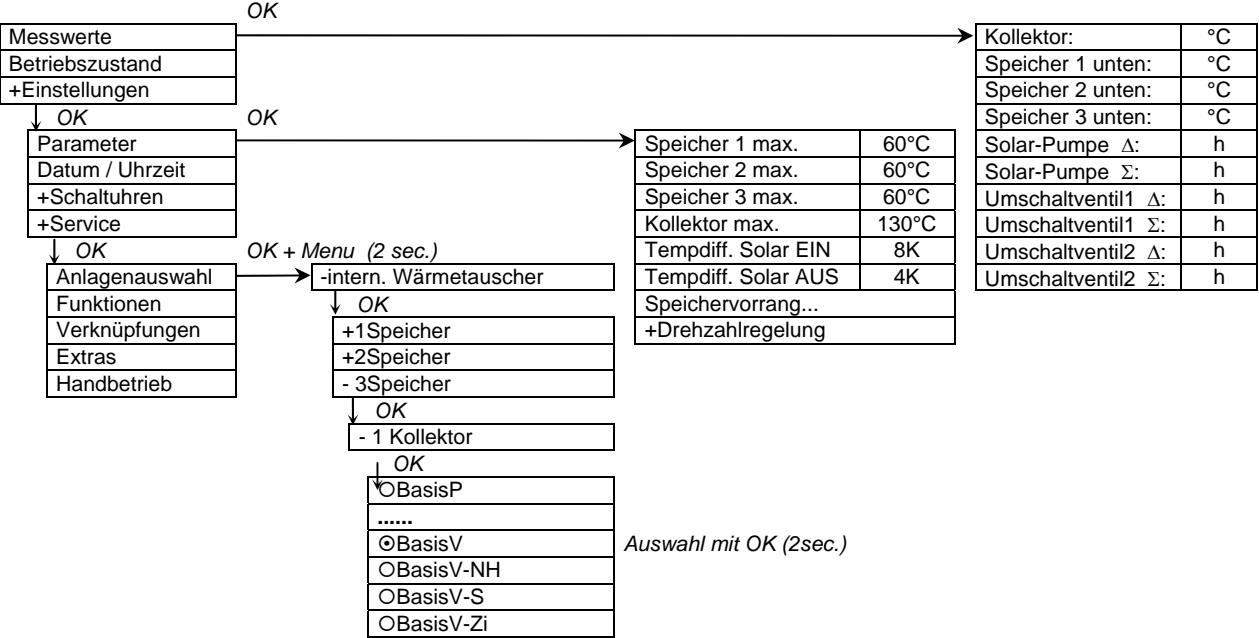 OK
Messwerte
Betriebszustand
+Einstellungen
OK
OK
Parameter
Datum / Uhrzeit
+Schaltuhren
+Service
OK
OK + Menu (2 sec.)
Anlagenauswahl
Funktionen
Verknüpfungen
Extras
Handbetrieb
-intern. Wärmetauscher
OK
+1Speicher
+2Speicher
- 3Speicher
OK
- 1 Kollektor
OK
○BasisP
......
⊙BasisV
○BasisV-NH
○BasisV-S
○BasisV-Zi
Auswahl mit OK (2sec.)
Speicher 1 max. 60°C
Speicher 2 max. 60°C
Speicher 3 max. 60°C
Kollektor max. 130°C
Tempdiff. Solar EIN 8K
Tempdiff. Solar AUS 4K
Speichervorrang...
+Drehzahlregelung
Kollektor: °C
Speicher 1 unten: °C
Speicher 2 unten: °C
Speicher 3 unten: °C
Solar-Pumpe Δ: h
Solar-Pumpe Σ: h
Umschaltventil1 Δ: h
Umschaltventil1 Σ: h
Umschaltventil2 Δ: h
Umschaltventil2 Σ: h